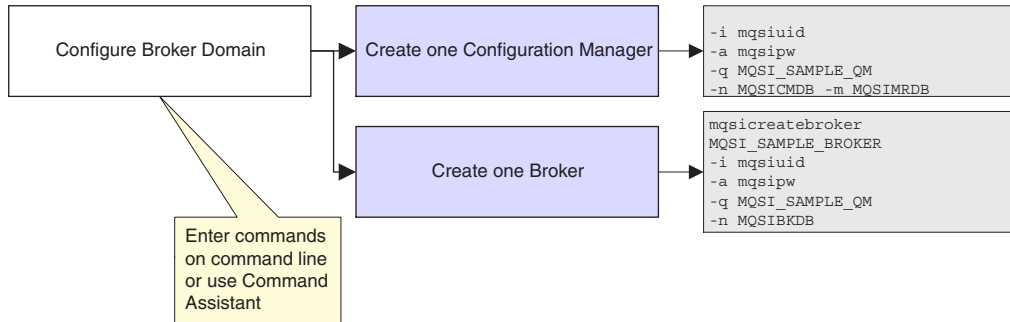 Configure Broker Domain
Create one Configuration Manager
-i mqsiuid
-a mqsipw
-q MQSI_SAMPLE_QM
-n MQSICMDB -m MQSIMRDB
Create one Broker
mqsicreatebroker
MQSI_SAMPLE_BROKER
-i mqsiuid
-a mqsipw
-q MQSI_SAMPLE_QM
-n MQSIBKDB
Enter commands
on command line
or use Command
Assistant